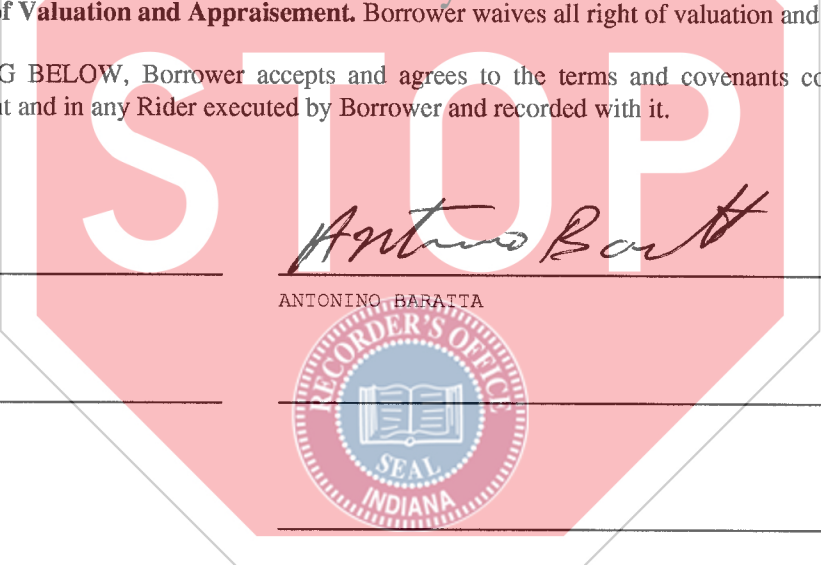 f Valuation and Appraisement. Borrower waives all right of valuation and
G BELOW, Borrower accepts and agrees to the terms and covenants co
t and in any Rider executed by Borrower and recorded with it.
STOP
Antonino Baratta
ANTONINO BARATTA
RECORDER'S OFFICE
SEAL
INDIANA